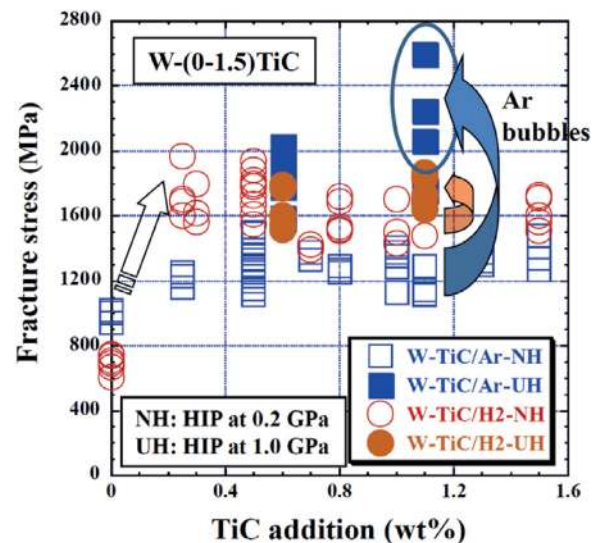 2800
2400
2000
1600
1200
800
400
0
Fracture stress (MPa)
W-(0-1.5)TiC
Ar
bubbles
W-TiC/Ar-NH
W-TiC/Ar-UH
W-TiC/H2-NH
W-TiC/H2-UH
NH: HIP at 0.2 GPa
UH: HIP at 1.0 GPa
0 0.4 0.8 1.2 1.6
TiC addition (wt%)